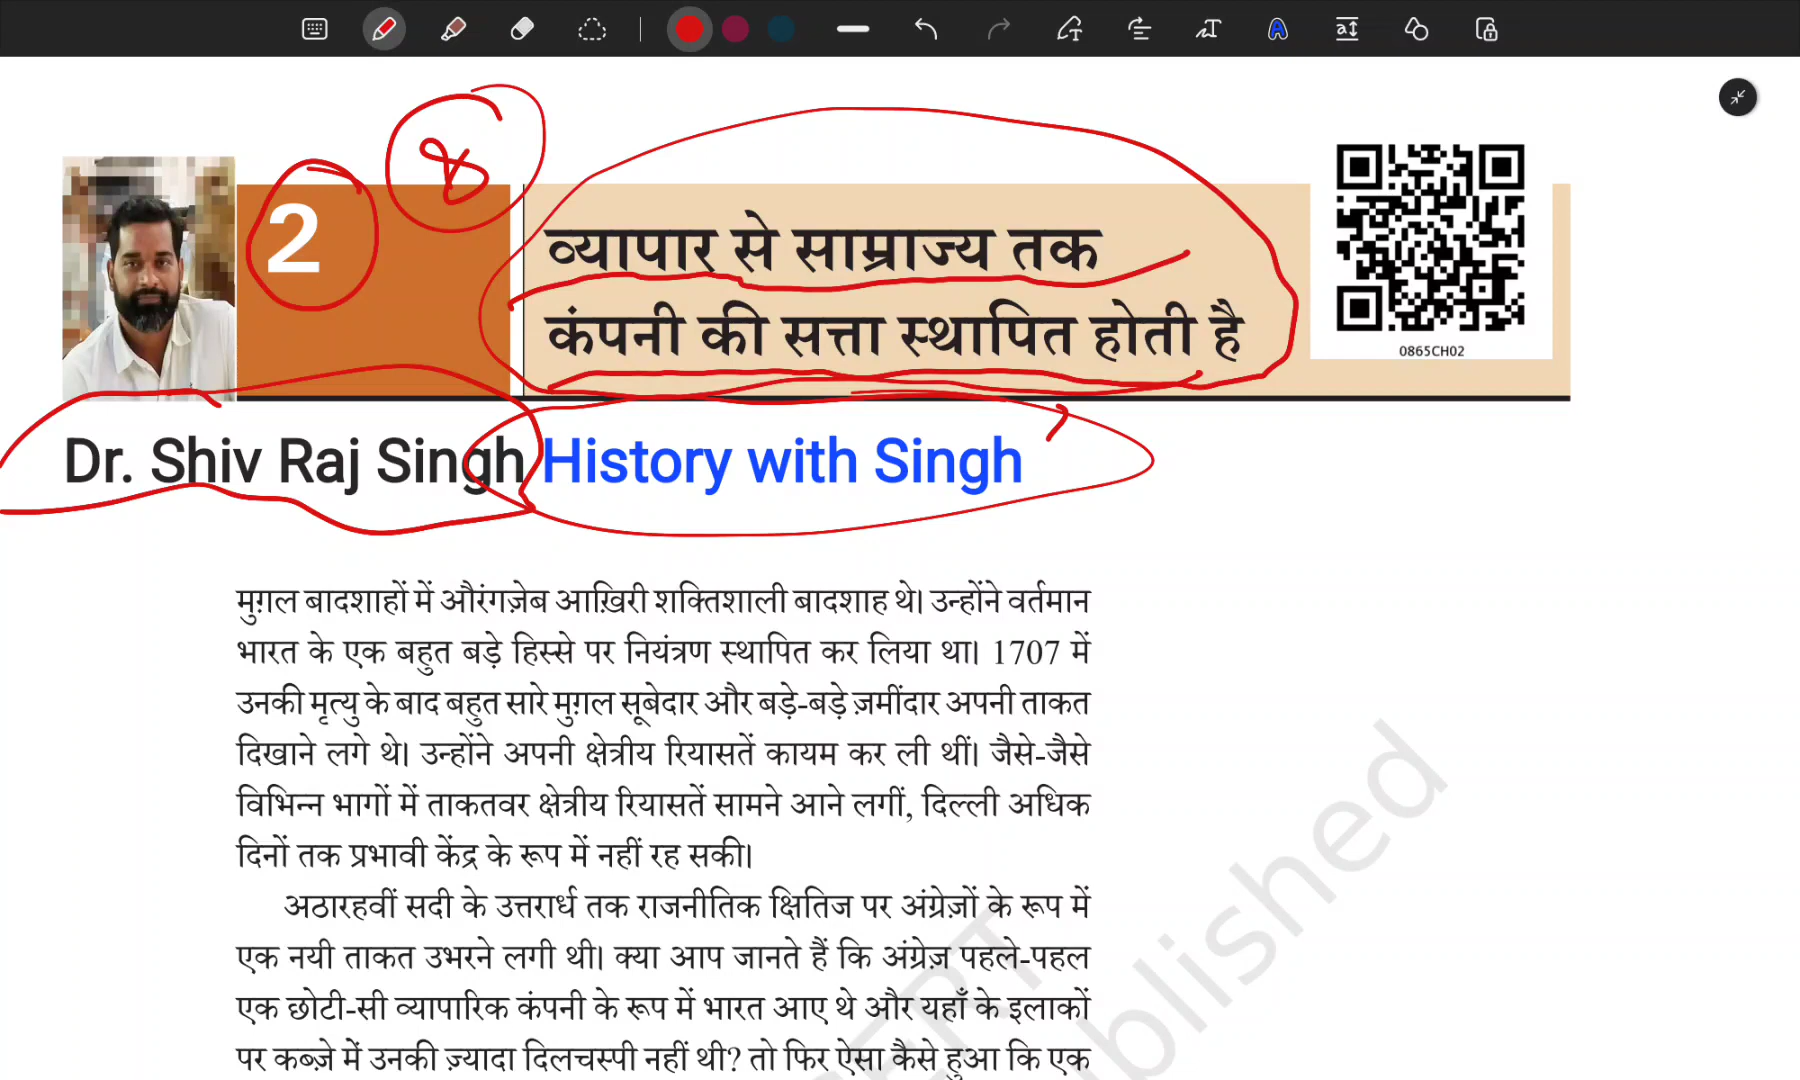 8
2
व्यापार से साम्राज्य तक
कंपनी की सत्ता स्थापित होती है
0865CH02
Dr. Shiv Raj Singh History with Singh
मुग़ल बादशाहों में औरंगज़ेब आख़िरी शक्तिशाली बादशाह थे। उन्होंने वर्तमान
भारत के एक बहुत बड़े हिस्से पर नियंत्रण स्थापित कर लिया था। 1707 में
उनकी मृत्यु के बाद बहुत सारे मुग़ल सूबेदार और बड़े-बड़े ज़मींदार अपनी ताकत
दिखाने लगे थे। उन्होंने अपनी क्षेत्रीय रियासतें कायम कर ली थीं। जैसे-जैसे
विभिन्न भागों में ताकतवर क्षेत्रीय रियासतें सामने आने लगीं, दिल्ली अधिक
दिनों तक प्रभावी केंद्र के रूप में नहीं रह सकी।
अठारहवीं सदी के उत्तरार्ध तक राजनीतिक क्षितिज पर अंग्रेज़ों के रूप में
एक नयी ताकत उभरने लगी थी। क्या आप जानते हैं कि अंग्रेज़ पहले-पहल
एक छोटी-सी व्यापारिक कंपनी के रूप में भारत आए थे और यहाँ के इलाकों
पर कब्ज़े में उनकी ज़्यादा दिलचस्पी नहीं थी? तो फिर ऐसा कैसे हुआ कि एक